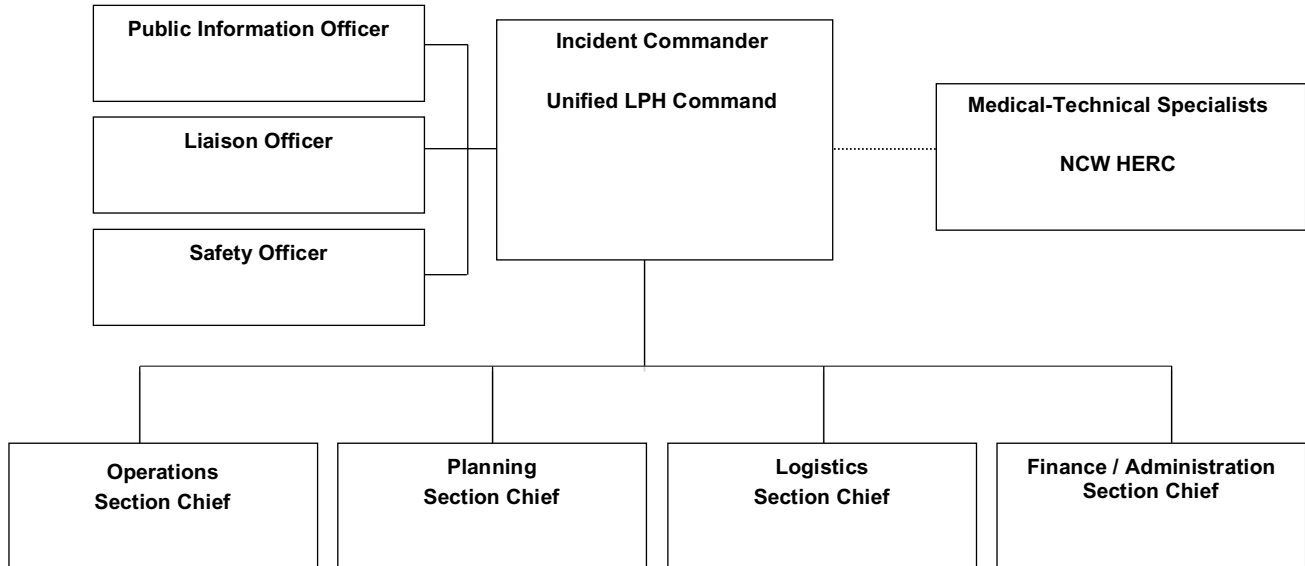 Public Information Officer
Incident Commander
Unified LPH Command
Medical-Technical Specialists
NCW HERC
Liaison Officer
Safety Officer
Operations
Section Chief
Planning
Section Chief
Logistics
Section Chief
Finance / Administration
Section Chief